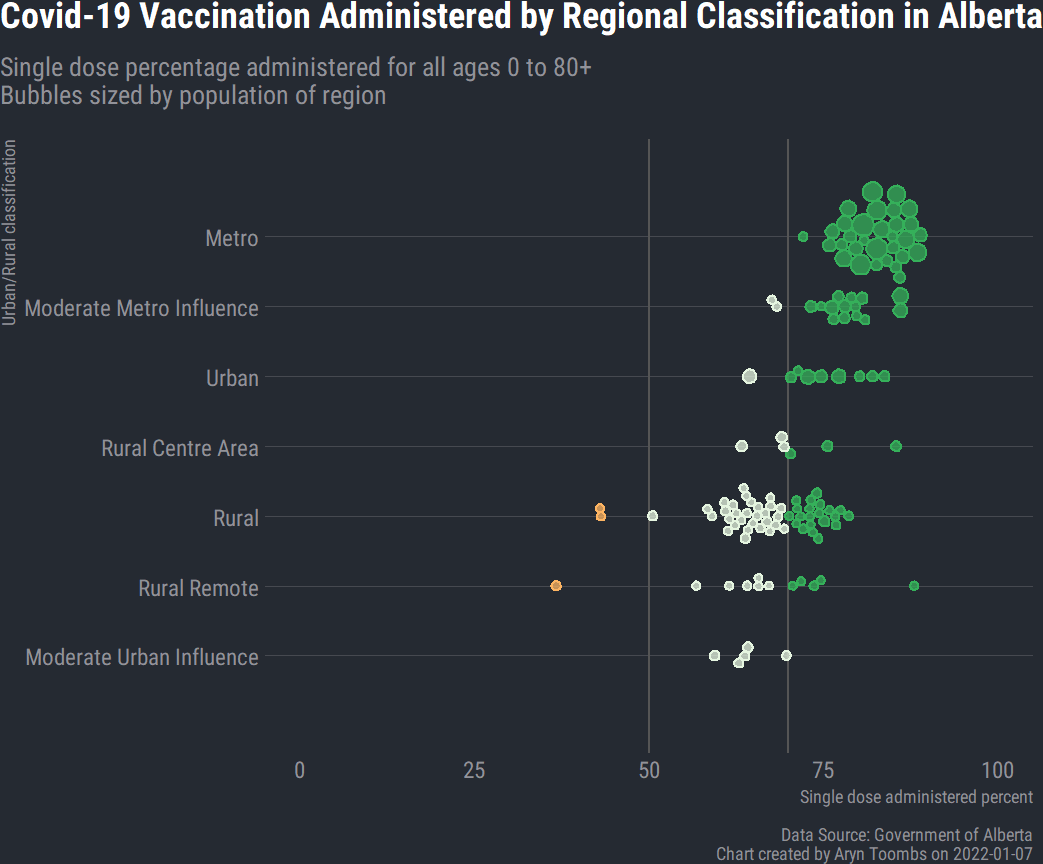 Covid-19 Vaccination Administered by Regional Classification in Alberta
Single dose percentage administered for all ages 0 to 80+
Bubbles sized by population of region
Urban/Rural classification
Metro
Moderate Metro Influence
Urban
Rural Centre Area
Rural
Rural Remote
Moderate Urban Influence
0 25 50 75 100
Single dose administered percent
Data Source: Government of Alberta
Chart created by Aryn Toombs on 2022-01-07